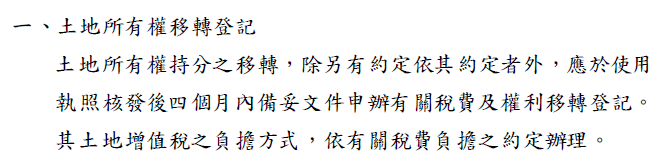 一、土地所有權移轉登記
土地所有權持分之移轉，除另有約定依其約定者外，應於使用
執照核發後四個月內備妥文件申辦有關稅費及權利移轉登記。
其土地增值稅之負擔方式，依有關稅費負擔之約定辦理。